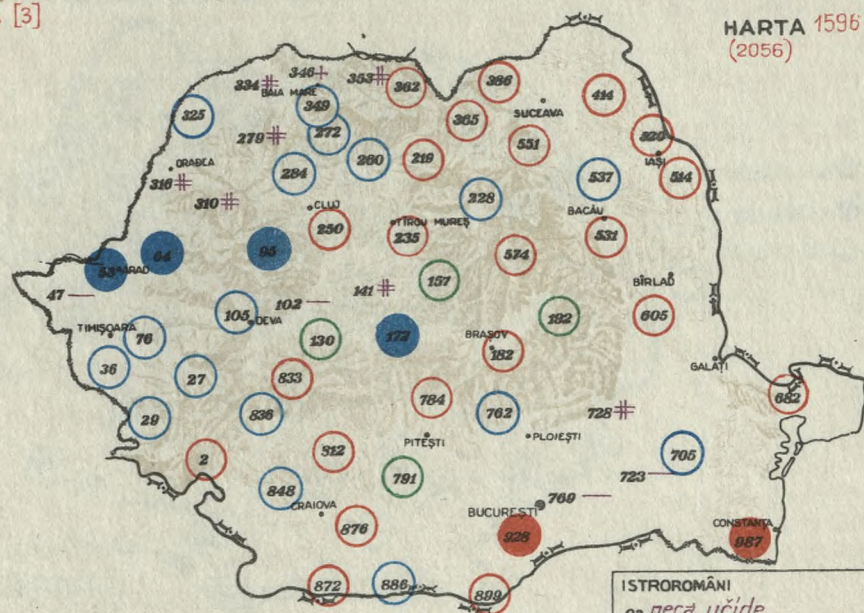 [3]
HARTA 1596
(2056)
334 346 353 362 386
BAIA MARE
325 349 414
SUCEAVA
365
279 272 551 520
IAȘI
284 260 219 537 514
ORADEA
316
310 228
CLUJ
TÎRGU MUREȘ
BACĂU
250 235 531
95 574
64
53 ARAD
BÎRLAD
141 157
47 102
105 DEVA 192 605
TIMIȘOARA
76 130 172
BRAȘOV
182
36 27 833
GALAȚI
29 836 784 762 728 682
PITEȘTI
PLOIEȘTI
2 812 705
791 723
848
CRAIOVA
769
BUCUREȘTI
876 928
CONSTANȚA
987
872 886 899
ISTROROMÂNI